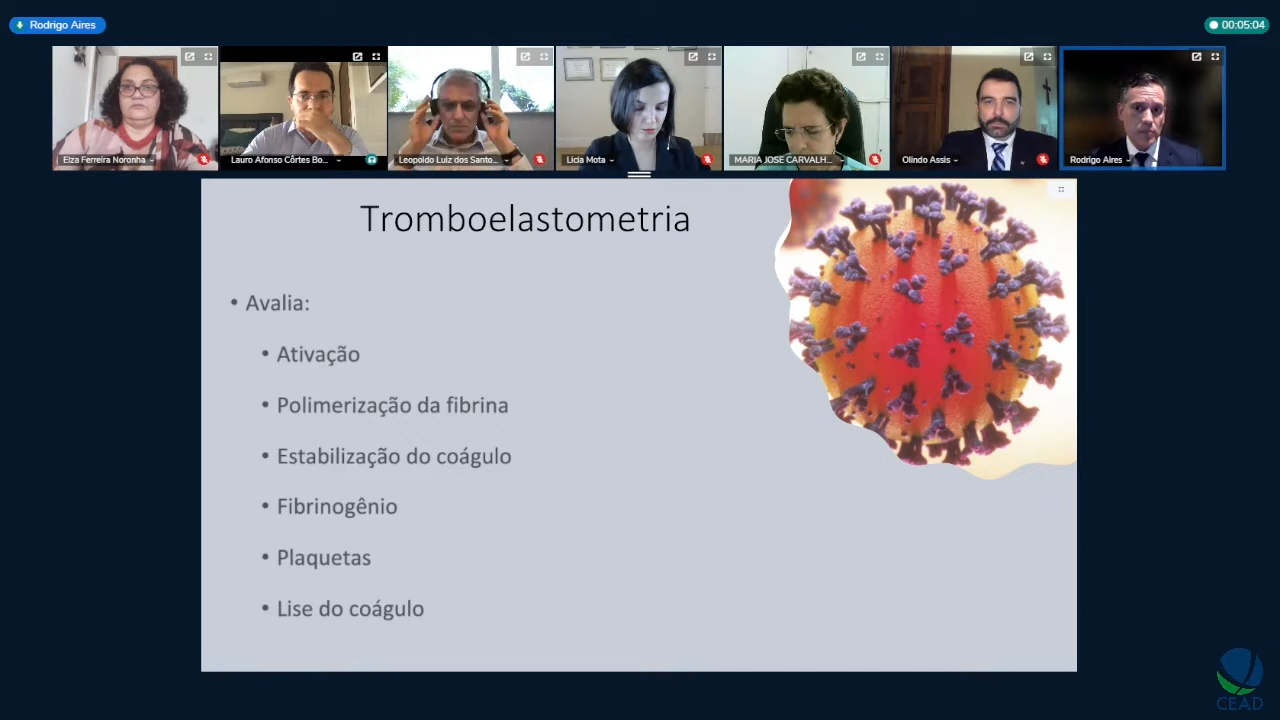 Rodrigo Aires
00:05:04
Elza Ferreira Noronha
Lauro Afonso Côrtes Bo...
Leopoldo Luiz dos Santo...
Licia Mota
MARIA JOSE CARVALH...
Olindo Assis
Rodrigo Aires
Tromboelastometria
• Avalia:
• Ativação
• Polimerização da fibrina
• Estabilização do coágulo
• Fibrinogênio
• Plaquetas
• Lise do coágulo
CEAD